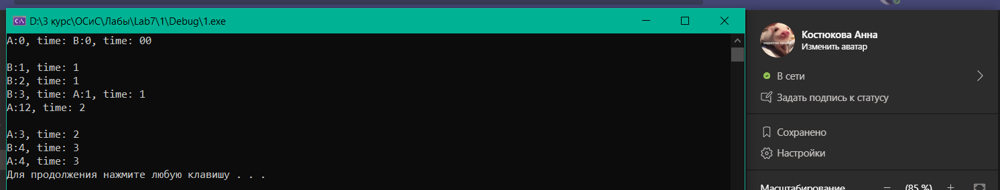 D:\3 курс\ОСиС\Лабы\Lab7\1\Debug\1.exe
A:0, time: B:0, time: 00
B:1, time: 1
B:2, time: 1
B:3, time: A:1, time: 1
A:12, time: 2
A:3, time: 2
B:4, time: 3
A:4, time: 3
Для продолжения нажмите любую клавишу . . .
Костюкова Анна
Изменить аватар
В сети
Задать подпись к статусу
Сохранено
Настройки
Масштабирование — (85 %) +